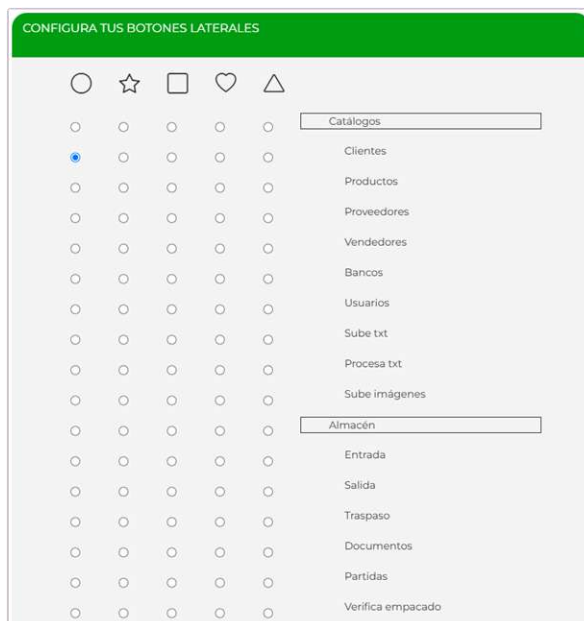 CONFIGURA TUS BOTONES LATERALES
Catálogos
Clientes
Productos
Proveedores
Vendedores
Bancos
Usuarios
Sube txt
Procesa txt
Sube imágenes
Almacén
Entrada
Salida
Traspaso
Documentos
Partidas
Verifica empacado